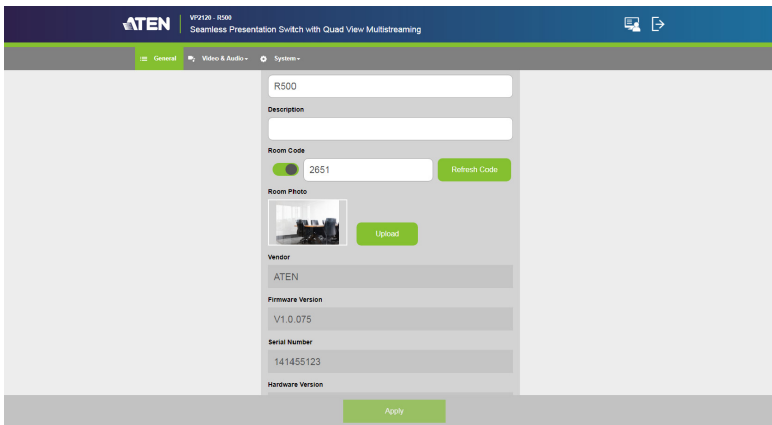 ATEN
VP2120 - R500
Seamless Presentation Switch with Quad View Multistreaming
General
Video & Audio
System
R500
Description
Room Code
2651
Refresh Code
Room Photo
Upload
Vendor
ATEN
Firmware Version
V1.0.075
Serial Number
141455123
Hardware Version
Apply